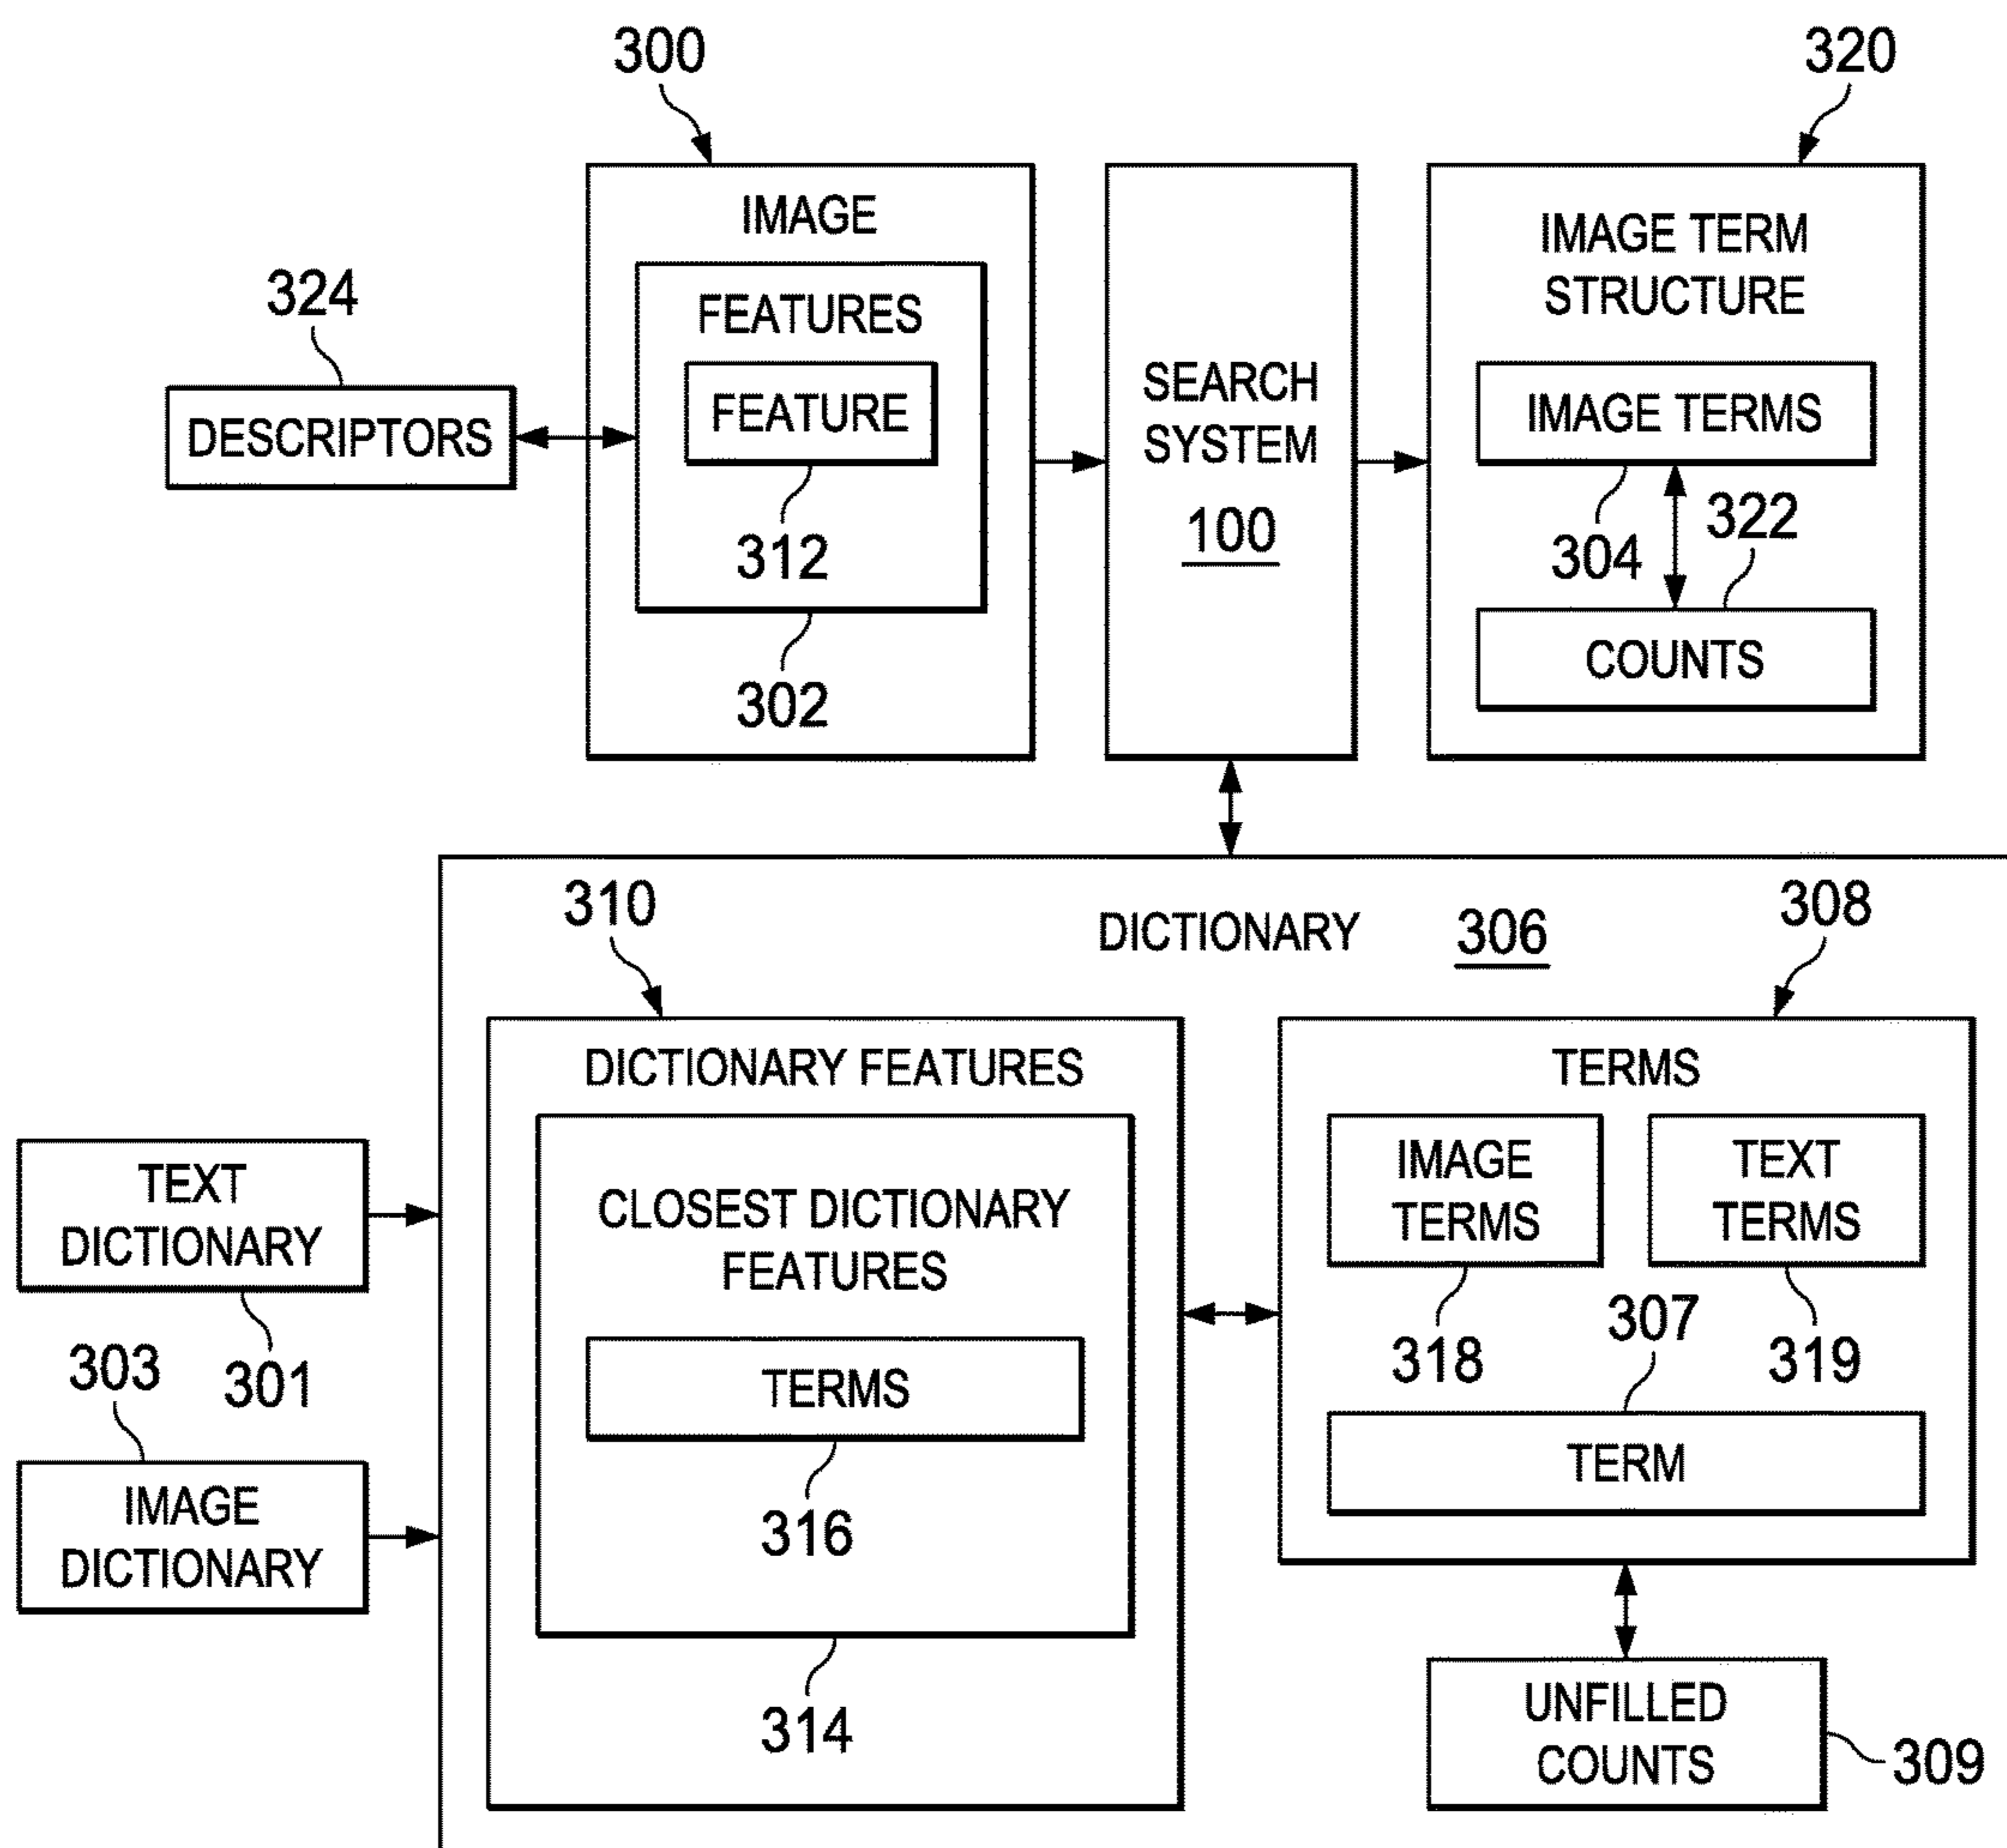 300
320
IMAGE
FEATURES
FEATURE
312
302
324
DESCRIPTORS
SEARCH
SYSTEM
100
IMAGE TERM
STRUCTURE
IMAGE TERMS
304
322
COUNTS
DICTIONARY 306
310
308
DICTIONARY FEATURES
CLOSEST DICTIONARY
FEATURES
TERMS
316
314
TERMS
IMAGE
TERMS
318
TEXT
TERMS
319
307
TERM
UNFILLED
COUNTS
309
TEXT
DICTIONARY
301
303
IMAGE
DICTIONARY